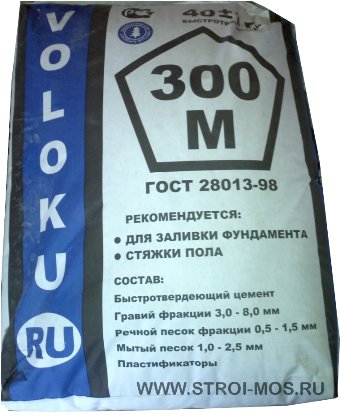 VOLOKU
RU
40±
БЫСТРОТ
300
М
ГОСТ 28013-98
РЕКОМЕНДУЕТСЯ:
• ДЛЯ ЗАЛИВКИ ФУНДАМЕНТА
• СТЯЖКИ ПОЛА
СОСТАВ:
Быстротвердеющий цемент
Гравий фракции 3,0 - 8,0 мм
Речной песок фракции 0,5 - 1,5 мм
Мытый песок 1,0 - 2,5 мм
Пластификаторы
WWW.STROI-MOS.RU